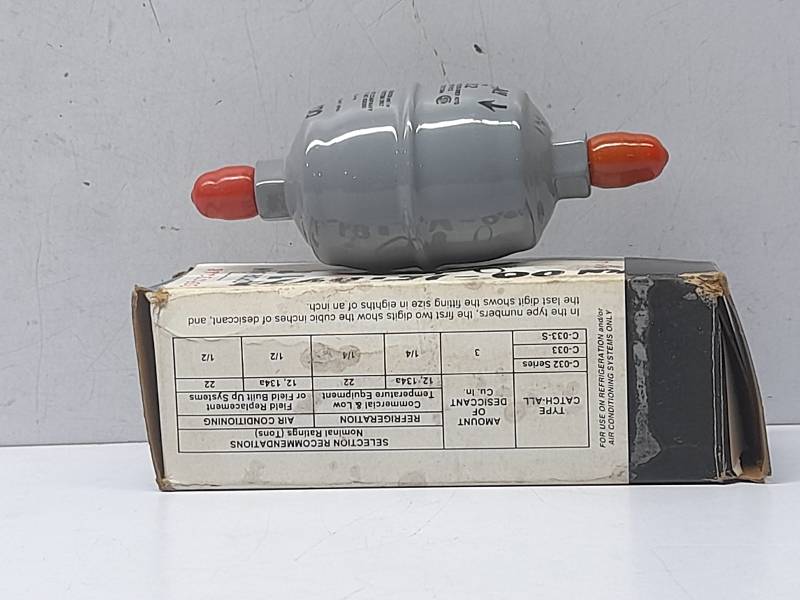 SELECTION RECOMMENDATIONS
Nominal Ratings (Tons)
TYPE
CATCH-ALL
AMOUNT
OF
DESICCANT
Cu. In.
REFRIGERATION
AIR CONDITIONING
Commercial & Low
Temperature Equipment
Field Replacement
or Field Built Up Systems
12,-134a
22
12, 134a
22
C-032 Series
C-033
C-033-S
3
1/4
1/4
1/2
1/2
In the type numbers, the first two digits show the cubic inches of desiccant, and
the last digit shows the fitting size in eighths of an inch.
FOR USE ON REFRIGERATION and/or
AIR CONDITIONING SYSTEMS ONLY